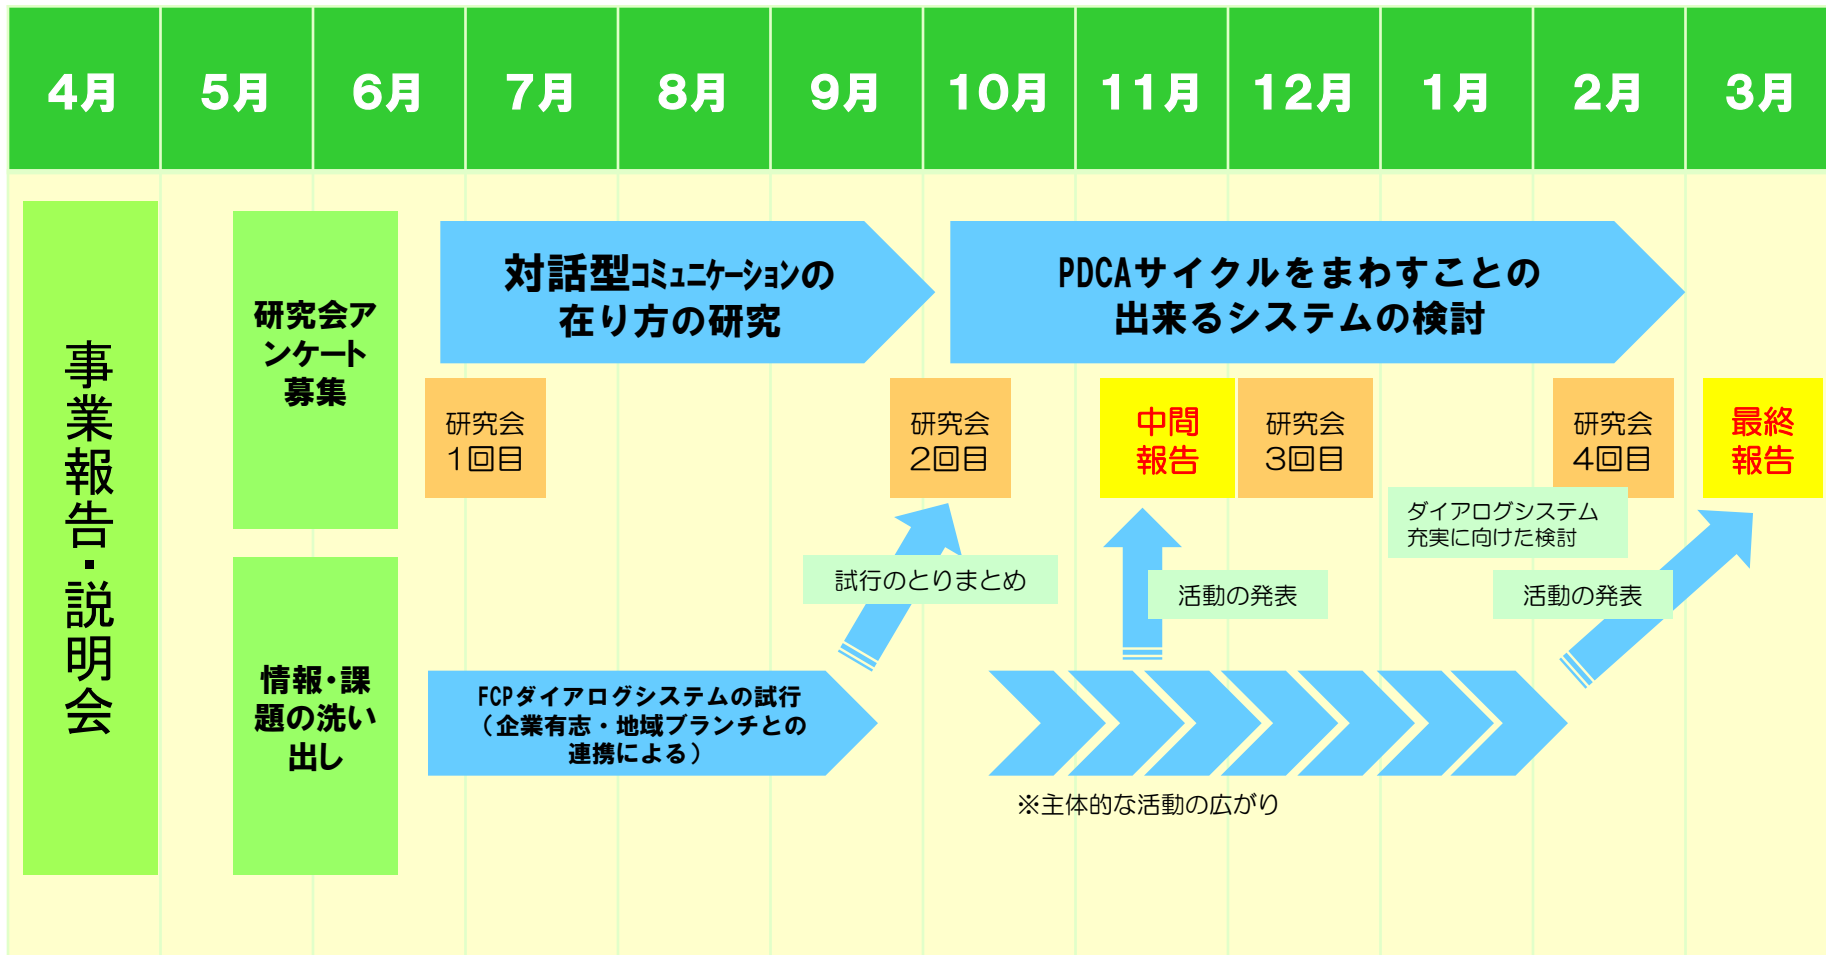 4月 5月 6月 7月 8月 9月 10月 11月 12月 1月 2月 3月
事業報告・説明会
研究会ア
ンケート
募集
情報・課
題の洗い
出し
対話型ｺﾐｭﾆｹｰｼｮﾝの
在り方の研究
PDCAサイクルをまわすことの
出来るシステムの検討
研究会
1回目
研究会
2回目
中間
報告
研究会
3回目
研究会
4回目
最終
報告
ダイアログシステム
充実に向けた検討
試行のとりまとめ
活動の発表
活動の発表
FCPダイアログシステムの試行
（企業有志・地域ブランチとの
連携による）
※主体的な活動の広がり